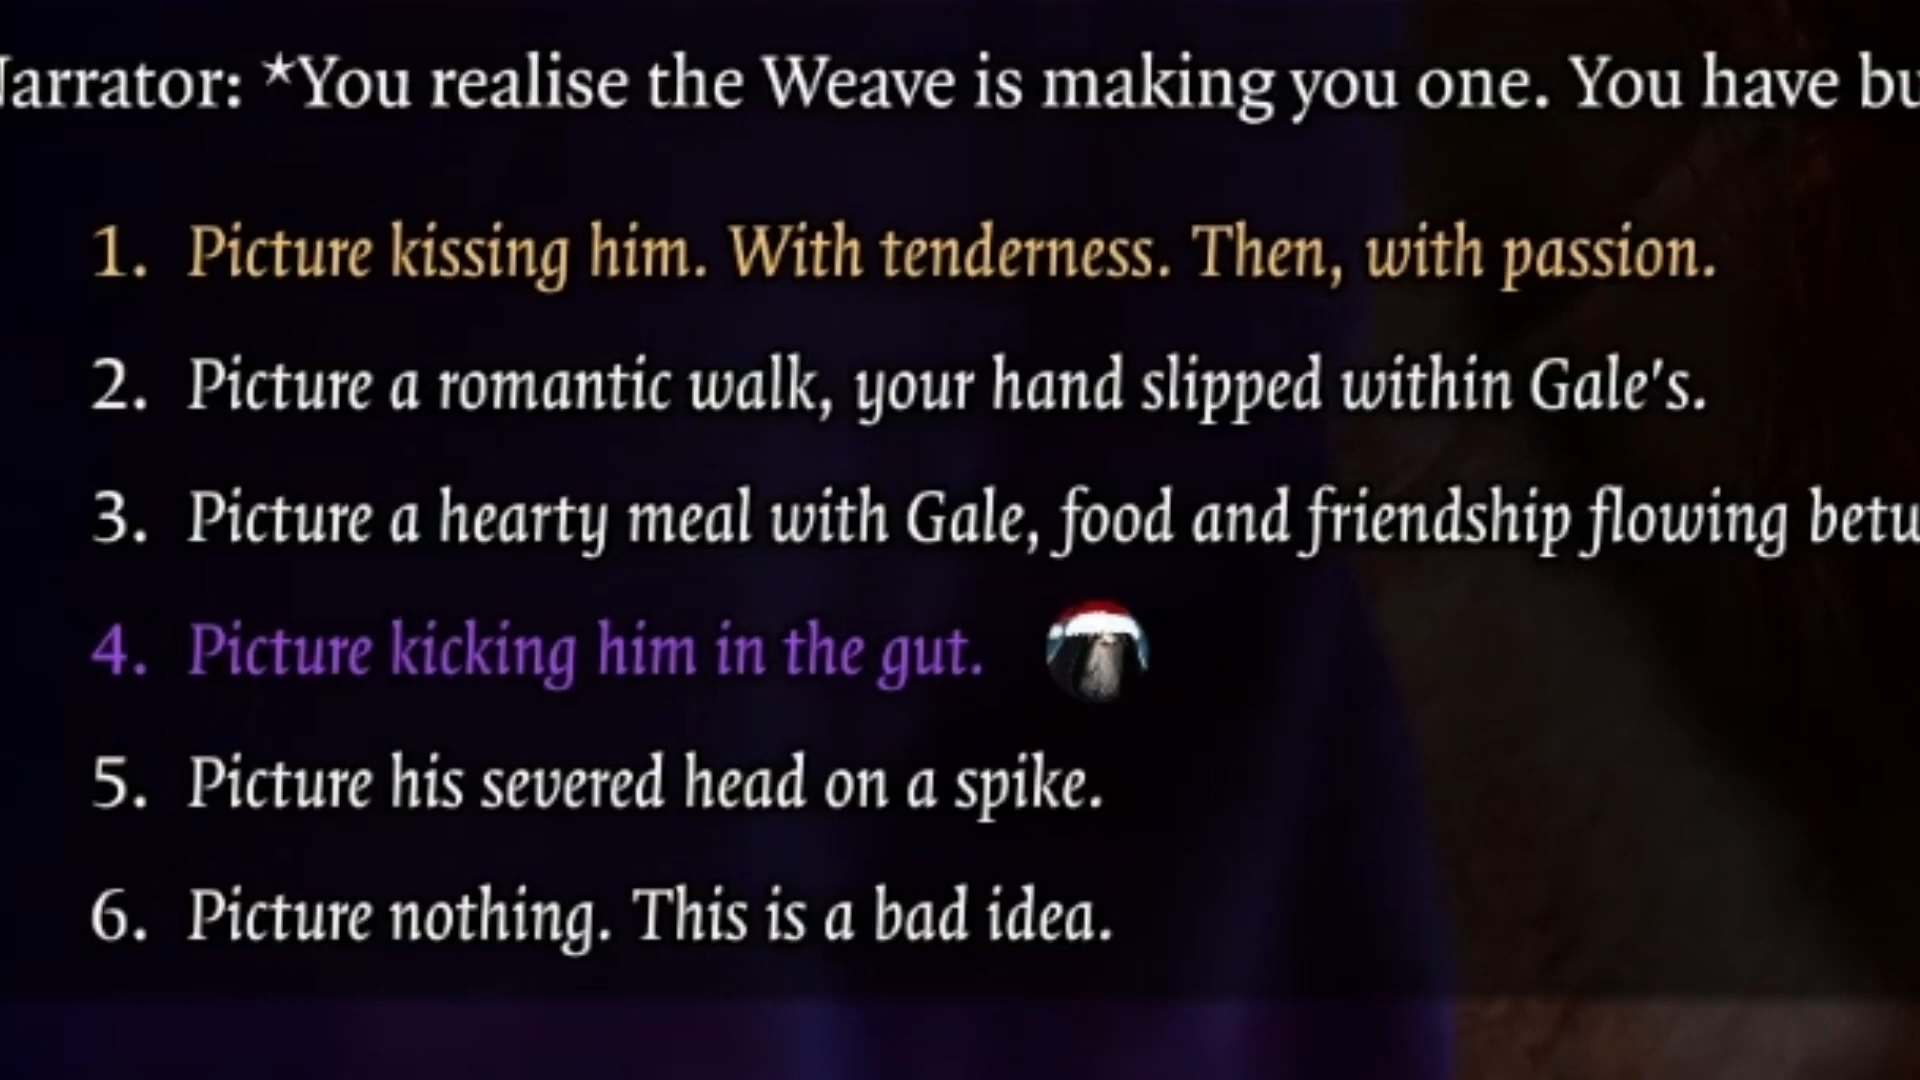 Narrator: *You realise the Weave is making you one. You have
1. Picture kissing him. With tenderness. Then, with passion.
2. Picture a romantic walk, your hand slipped within Gale's.
3. Picture a hearty meal with Gale, food and friendship flowing
4. Picture kicking him in the gut.
5. Picture his severed head on a spike.
6. Picture nothing. This is a bad idea.